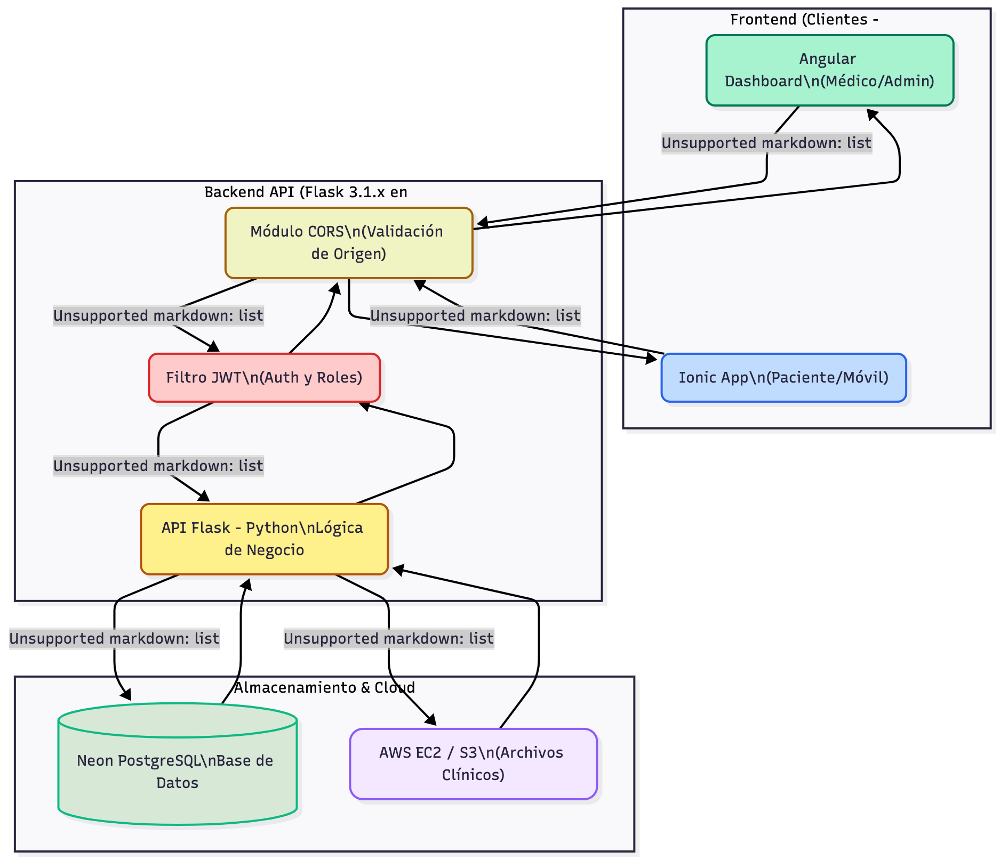 Frontend (Clientes -
Angular
Dashboard\n(Médico/Admin)
Unsupported markdown: list
Backend API (Flask 3.1.x en
Módulo CORS\n(Validación
de Origen)
Unsupported markdown: list
Unsupported markdown: list
Filtro JWT\n(Auth y Roles)
Ionic App\n(Paciente/Móvil)
Unsupported markdown: list
API Flask - Python\nLógica
de Negocio
Unsupported markdown: list
Unsupported markdown: list
Almacenamiento & Cloud
Neon PostgreSQL\nBase de
Datos
AWS EC2 / S3\n(Archivos
Clínicos)